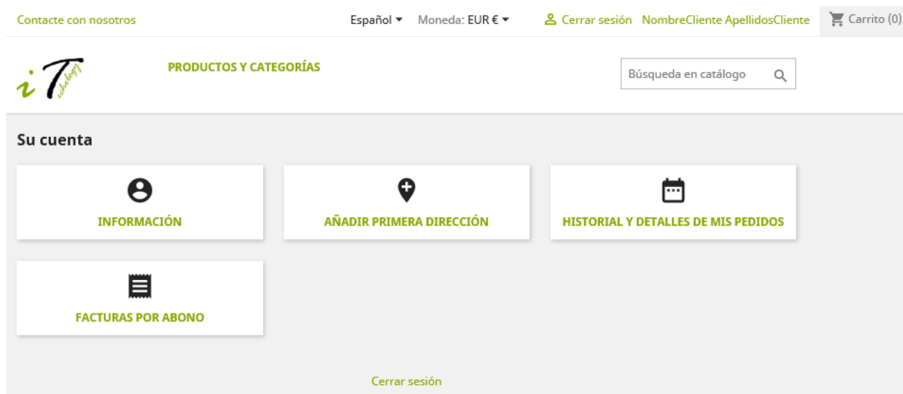 Contacte con nosotros
Español
Moneda: EUR €
Cerrar sesión
NombreCliente ApellidosCliente
Carrito (0)
iTechology
PRODUCTOS Y CATEGORÍAS
Búsqueda en catálogo
Su cuenta
INFORMACIÓN
AÑADIR PRIMERA DIRECCIÓN
HISTORIAL Y DETALLES DE MIS PEDIDOS
FACTURAS POR ABONO
Cerrar sesión